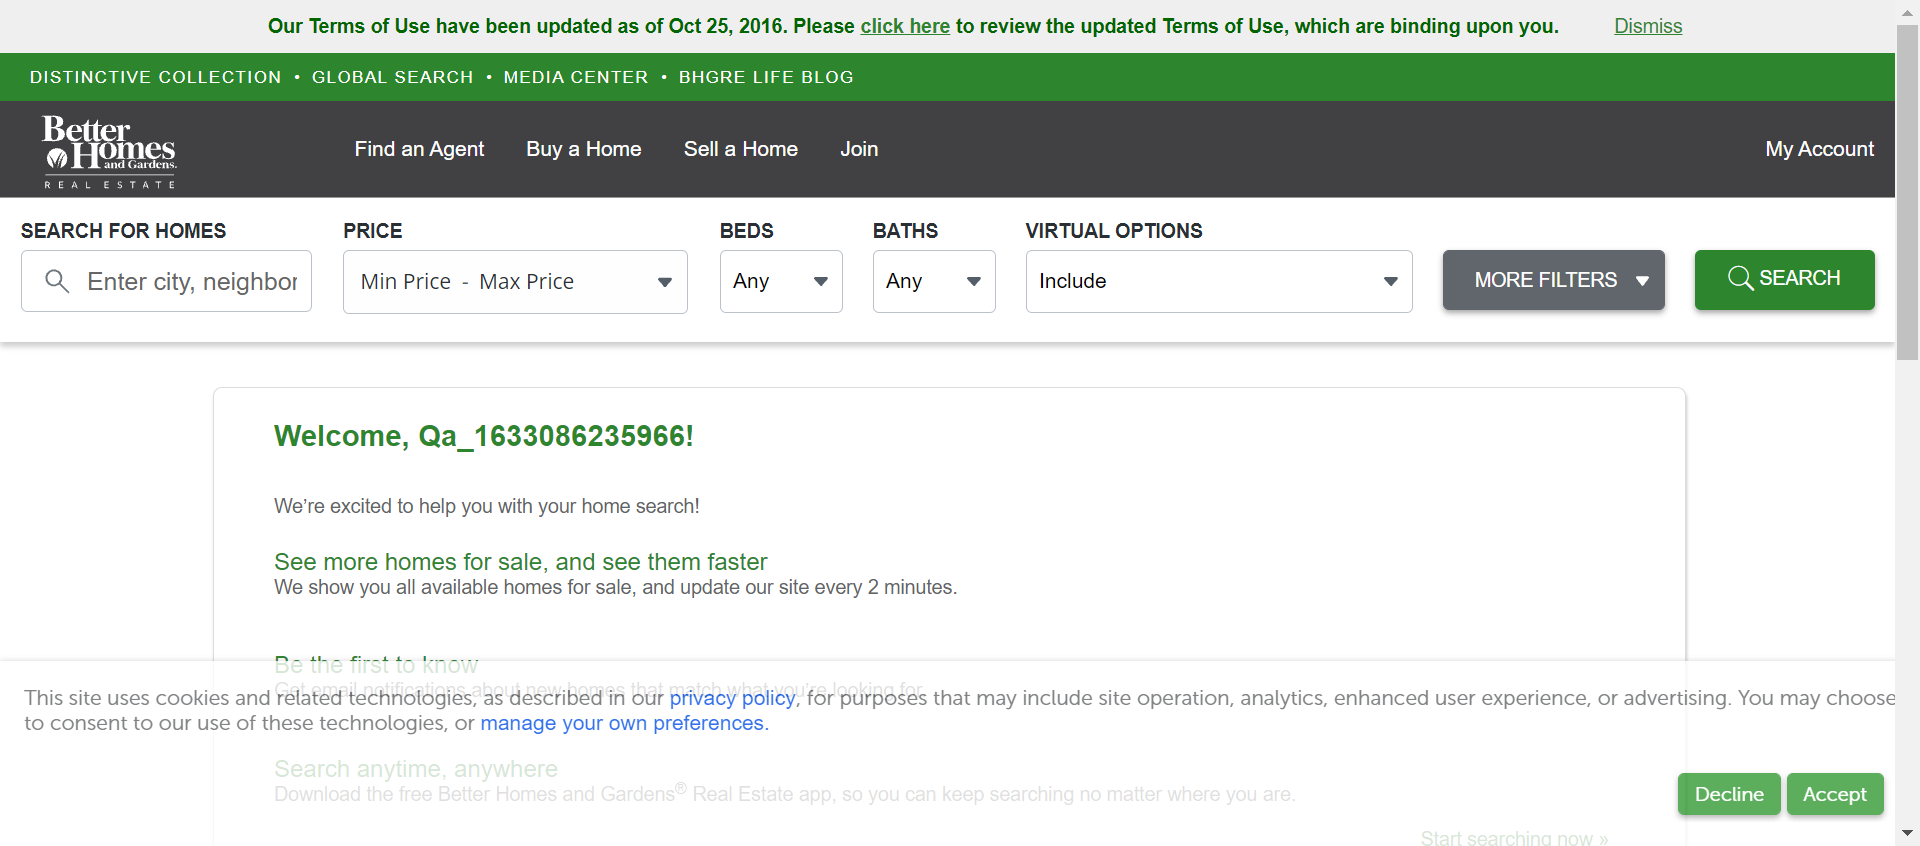 Our Terms of Use have been updated as of Oct 25, 2016. Please click here to review the updated Terms of Use, which are binding upon you. Dismiss
DISTINCTIVE COLLECTION • GLOBAL SEARCH • MEDIA CENTER • BHGRE LIFE BLOG
Better
Homes
and Gardens.
REAL ESTATE
Find an Agent Buy a Home Sell a Home Join My Account
SEARCH FOR HOMES PRICE BEDS BATHS VIRTUAL OPTIONS
Enter city, neighbor Min Price - Max Price Any Any Include MORE FILTERS SEARCH
Welcome, Qa_1633086235966!
We’re excited to help you with your home search!
See more homes for sale, and see them faster
We show you all available homes for sale, and update our site every 2 minutes.
Be the first to know
Get email notifications about new homes that match what you're looking for.
This site uses cookies and related technologies, as described in our privacy policy, for purposes that may include site operation, analytics, enhanced user experience, or advertising. You may choose
to consent to our use of these technologies, or manage your own preferences.
Search anytime, anywhere
Download the free Better Homes and Gardens® Real Estate app, so you can keep searching no matter where you are.
Decline Accept
Start searching now »